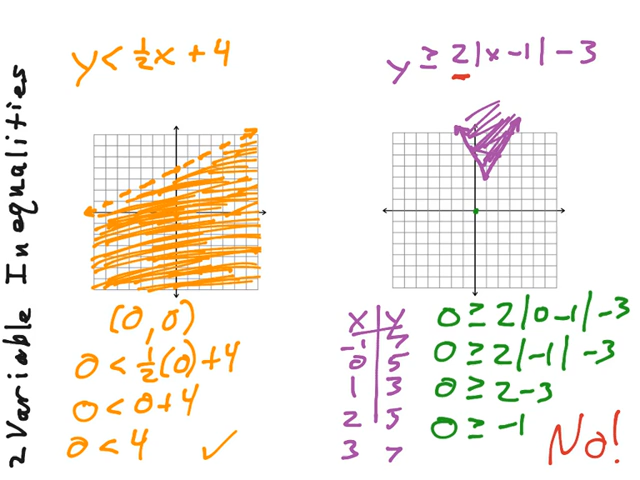 2 Variable Inequalities
y < 1/2 x + 4
(0, 0)
0 < 1/2 (0) + 4
0 < 0 + 4
0 < 4 ✓
y ≥ 2|x - 1| - 3
x | y
-1 | 7
0 | 5
1 | 3
2 | 5
3 | 7
0 ≥ 2|0 - 1| - 3
0 ≥ 2|-1| - 3
0 ≥ 2 - 3
0 ≥ -1
No!